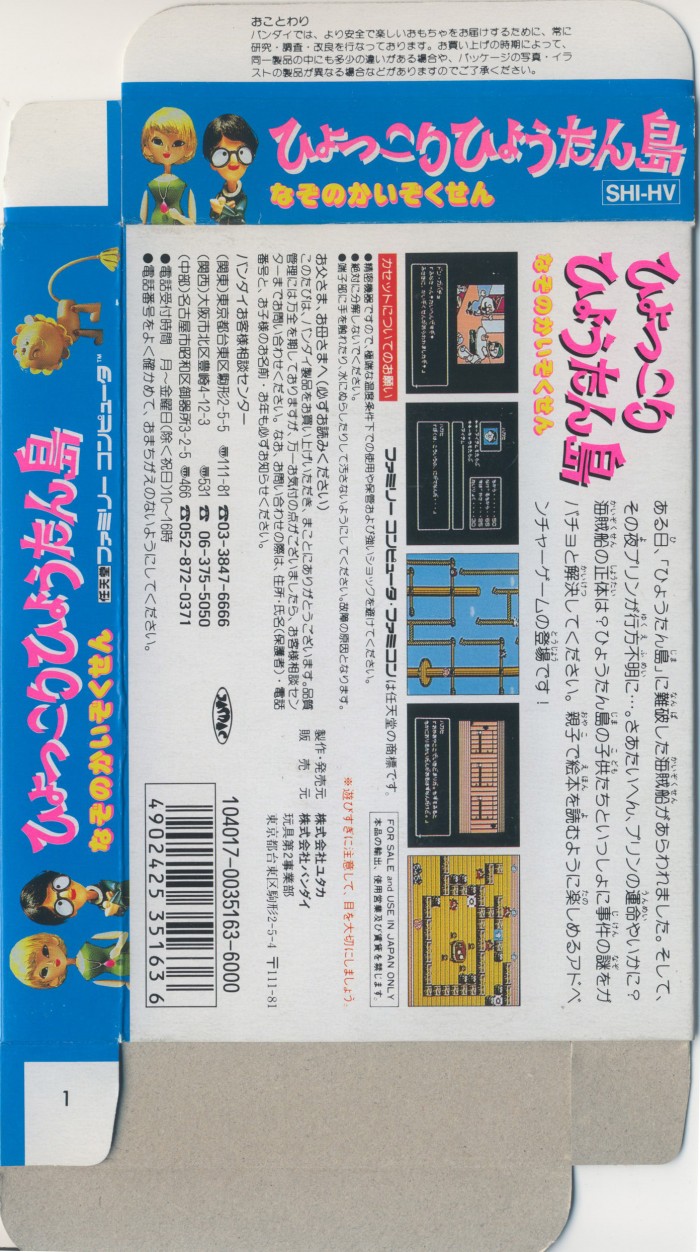 おことわり
バンダイでは、より安全で楽しいおもちゃをお届けするために、常に
研究・調査・改良を行なっております。お買い上げの時期によって、
同一製品の中にも多少の違いがある場合や、パッケージの写真・イラ
ストの製品が異なる場合などがありますのでご了承ください。
ひょっこりひょうたん島
なぞのかいぞくせん
SHI-HV
ひょっこり
ひょうたん島
なぞのかいぞくせん
ある日、「ひょうたん島」に難破した海賊船があらわれました。そして、
その夜プリンが行方不明に…。さあたいへん、プリンの運命やいかに?
海賊船の正体は?ひょうたん島の子供たちといっしょに事件の謎をガ
バチョと解決してください。親子で絵本を読むように楽しめるアドベ
ンチャーゲームの登場です!
ファミリー コンピュータ・ファミコンは任天堂の商標です。
FOR SALE and USE IN JAPAN ONLY
本品の輸出、使用営業及び賃貸を禁じます。
カセットについてのお願い
●精密機器ですので、極端な温度条件下での使用や保管および強いショックを避けてください。
●絶対に分解しないでください。
●端子部に手を触れたり、水にぬらしたりして汚さないようにしてください。故障の原因となります。
※遊びすぎに注意して、目を大切にしましょう。
お父さま、お母さまへ(必ずお読みください)
このたびは、バンダイ製品をお買い上げいただき、まことにありがとうございます。品質
管理には万全を期しておりますが、万一お気付の点がございましたら、お客様相談セン
ターまでお問い合わせください。なお、お問い合わせの際は、住所・氏名(保護者)・電話
番号と、お子様のお名前・お年も必ずお知らせください。
バンダイお客様相談センター
(関東)東京都台東区駒形2-5-5 〒111-81 ☎03-3847-6666
(関西)大阪市北区豊崎4-12-3 〒531 ☎06-375-5050
(中部)名古屋市昭和区御器所3-2-5 〒466 ☎052-872-0371
●電話受付時間 月〜金曜日(除く祝日)10〜16時
●電話番号をよく確かめて、おまちがえのないようにしてください。
製作・発売元 株式会社ユタカ
販売元 株式会社バンダイ
玩具第2事業部
東京都台東区駒形2-5-4 〒111-81
104017-0035163-6000
4902425351636
任天堂ファミリー コンピュータ™
ひょっこりひょうたん島
なぞのかいぞくせん
1